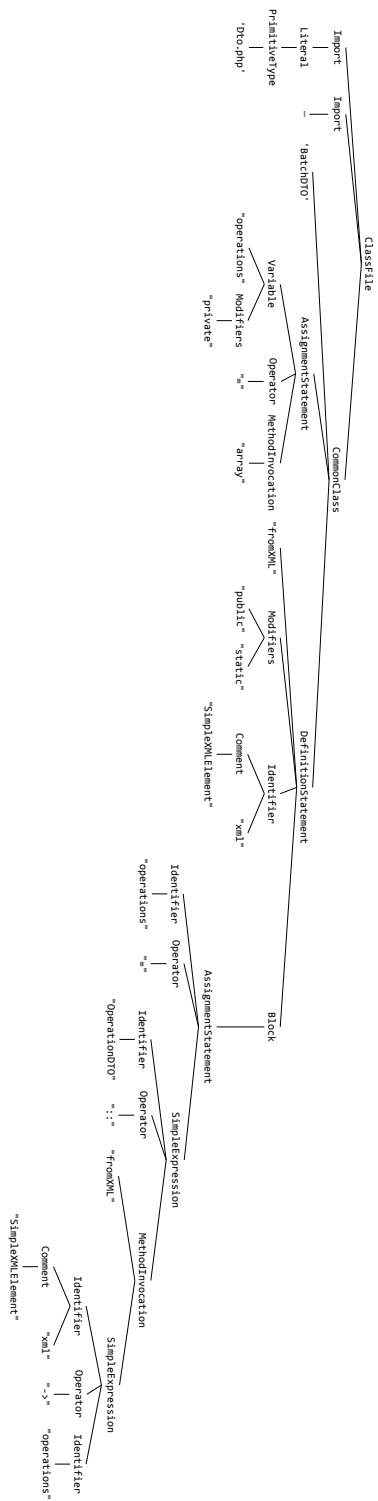 ClassFile
Import
Import
CommonClass
Literal
—
'BatchDTO'
AssignmentStatement
DefinitionStatement
PrimitiveType
Variable
Operator
MethodInvocation
"fromXML"
Modifiers
Identifier
Block
'Dto.php'
"operations"
Modifiers
"="
"array"
"public"
"static"
Comment
"xml"
AssignmentStatement
"private"
"SimpleXMLElement"
Identifier
Operator
SimpleExpression
"operations"
"="
Identifier
Operator
MethodInvocation
"OperationDTO"
"::"
"fromXML"
SimpleExpression
Identifier
Operator
Identifier
Comment
"xml"
"->"
"operations"
"SimpleXMLElement"